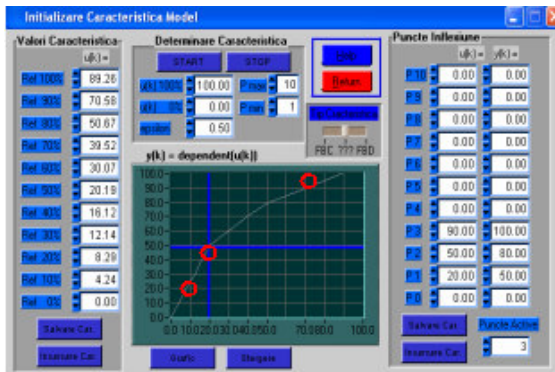 Initializare Caracteristica Model
Valori Caracteristica
u(k)=
Ref 100% 89.26
Ref 90% 70.58
Ref 80% 50.67
Ref 70% 39.52
Ref 60% 30.07
Ref 50% 20.19
Ref 40% 16.12
Ref 30% 12.14
Ref 20% 8.29
Ref 10% 4.24
Ref 0% 0.00
Salvare Car.
Insumare Car.
Determinare Caracteristica
START STOP
u(k) 100% 100.00 P max 10
u(k) 0% 0.00 P min 1
epsilon 0.50
Help
Return
FBC ??? FBD
y(k) = dependent(u(k))
100.0
90.0
80.0
70.0
60.0
50.0
40.0
30.0
20.0
10.0
0.0
0.0 10.0 20.0 30.0 40.0 50.0 70.0 80.0 100.0
Grafic Stergere
Puncte Inflexiune
u(k)= y(k)=
P.10 0.00 0.00
P.9 0.00 0.00
P.8 0.00 0.00
P.7 0.00 0.00
P.6 0.00 0.00
P.5 0.00 0.00
P.4 0.00 0.00
P.3 90.00 100.00
P.2 50.00 80.00
P.1 20.00 50.00
P.0 0.00 0.00
Salvare Car.
Puncte Active
Insumare Car.
3